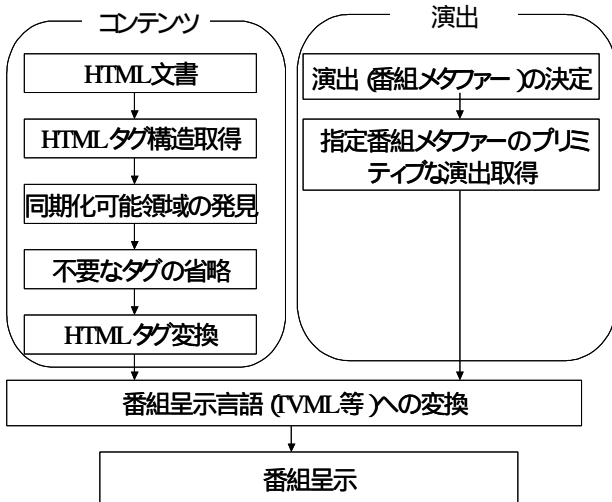 コンテンツ
HTML文書
HTMLタグ構造取得
同期化可能領域の発見
不要なタグの省略
HTMLタグ変換
演出
演出(番組メタファー)の決定
指定番組メタファーのプリミ
ティブな演出取得
番組呈示言語(TVML等)への変換
番組呈示